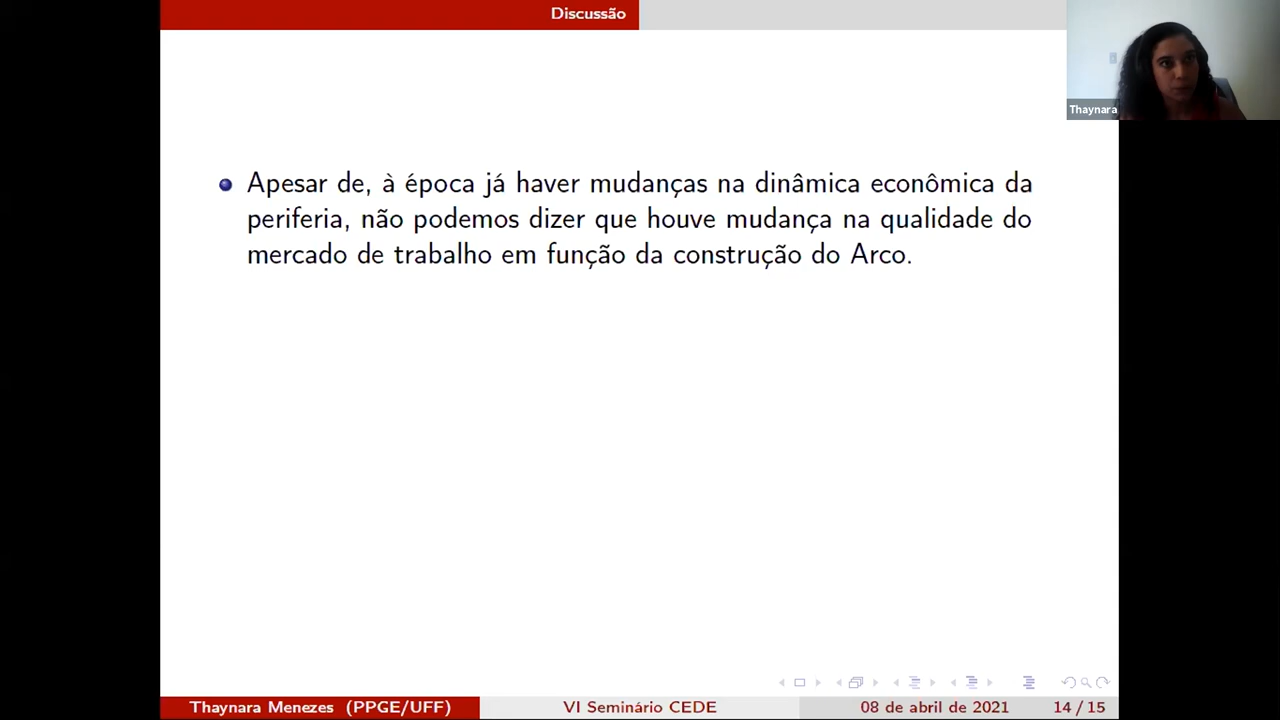 Discussão
Thaynara
Apesar de, à época já haver mudanças na dinâmica econômica da
periferia, não podemos dizer que houve mudança na qualidade do
mercado de trabalho em função da construção do Arco.
Thaynara Menezes (PPGE/UFF)
VI Seminário CEDE
08 de abril de 2021
14 / 15